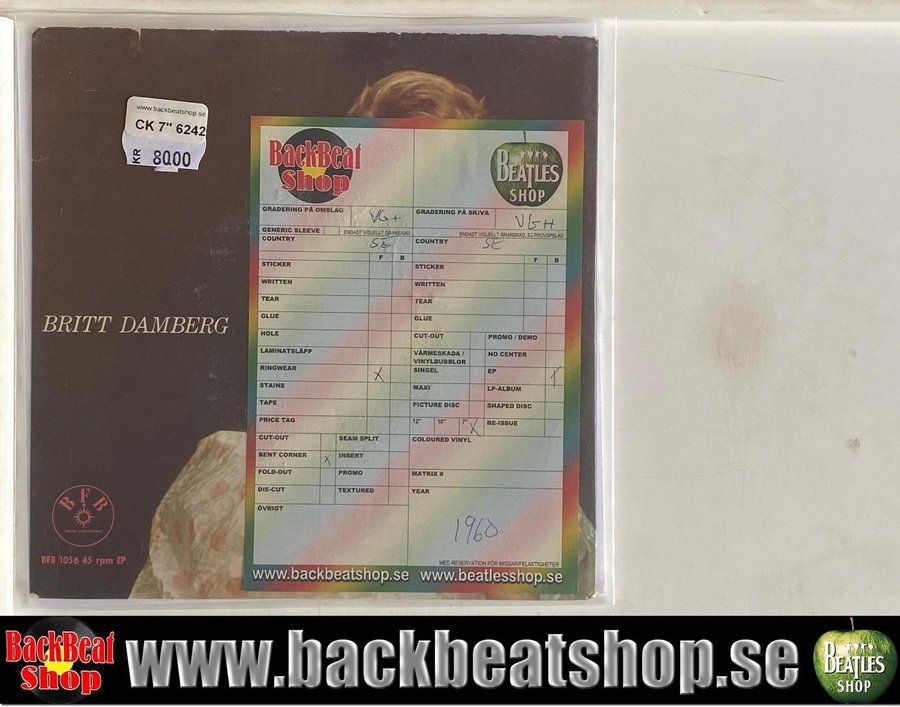 www.backbeatshop.se
CK 7" 6242
KR 8000
BRITT DAMBERG
BFB
BFB 1056 45 rpm EP
BackBeat
Shop
BEATLES
SHOP
GRADERING PÅ OMSLAG VG+
GENERIC SLEEVE ENDAST VISUELLT GRANSKAD
COUNTRY SE
F B
STICKER
WRITTEN
TEAR
GLUE
HOLE
LAMINATSLÄPP
RINGWEAR X
STAINS
TAPE
PRICE TAG
CUT-OUT SEAM SPLIT
BENT CORNER X INSERT
FOLD-OUT PROMO
DIE-CUT TEXTURED
ÖVRIGT
GRADERING PÅ SKIVA
ENDAST VISUELLT GRANSKAD, EJ PROVSPELAD
COUNTRY SE
F B
STICKER
WRITTEN
TEAR
GLUE
CUT-OUT PROMO / DEMO
VÄRMESKADA / NO CENTER
VINYLBUBBLOR
SINGEL EP
MAXI LP-ALBUM
PICTURE DISC SHAPED DISC
12" 10" 7" X RE-ISSUE
COLOURED VINYL
MATRIX #
YEAR
1960
MED RESERVATION FÖR MISSAR/FELAKTIGHETER
www.backbeatshop.se www.beatlesshop.se
BackBeat
Shop
www.backbeatshop.se
BEATLES
SHOP